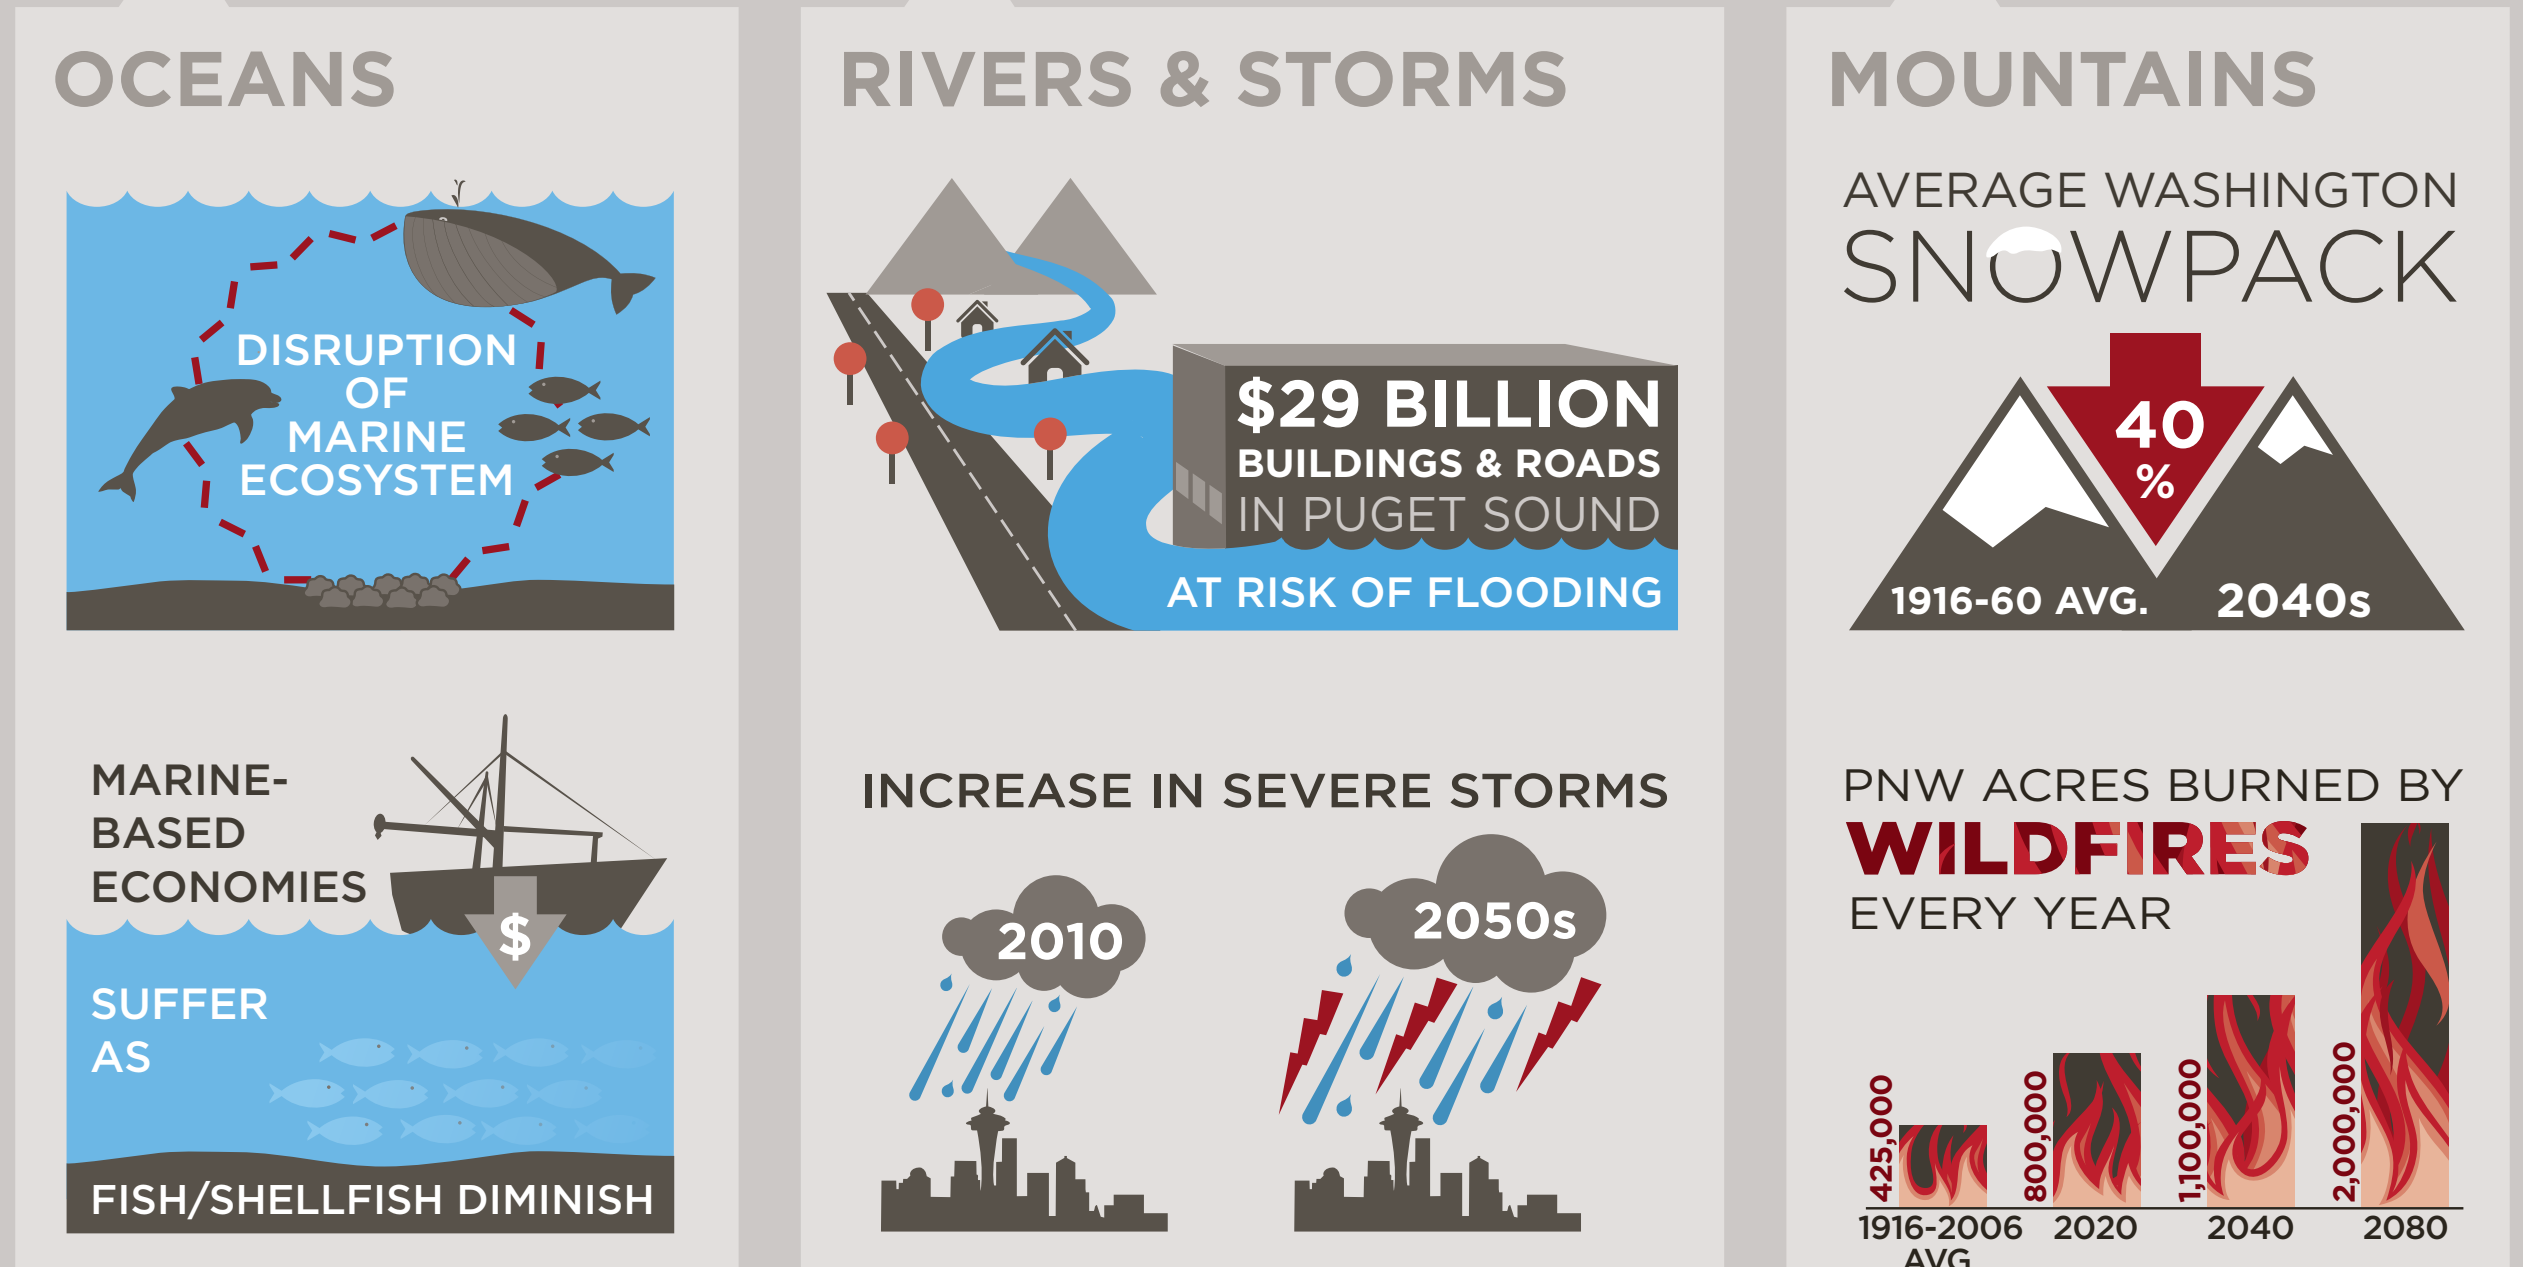 OCEANS
DISRUPTION
OF
MARINE
ECOSYSTEM
MARINE-
BASED
ECONOMIES
$
SUFFER
AS
FISH/SHELLFISH DIMINISH
RIVERS & STORMS
$29 BILLION
BUILDINGS & ROADS
IN PUGET SOUND
AT RISK OF FLOODING
INCREASE IN SEVERE STORMS
2010
2050s
MOUNTAINS
AVERAGE WASHINGTON
SNOWPACK
40
%
1916-60 AVG.
2040s
PNW ACRES BURNED BY
WILDFIRES
EVERY YEAR
425,000
800,000
1,100,000
2,000,000
1916-2006 2020 2040 2080
AVG